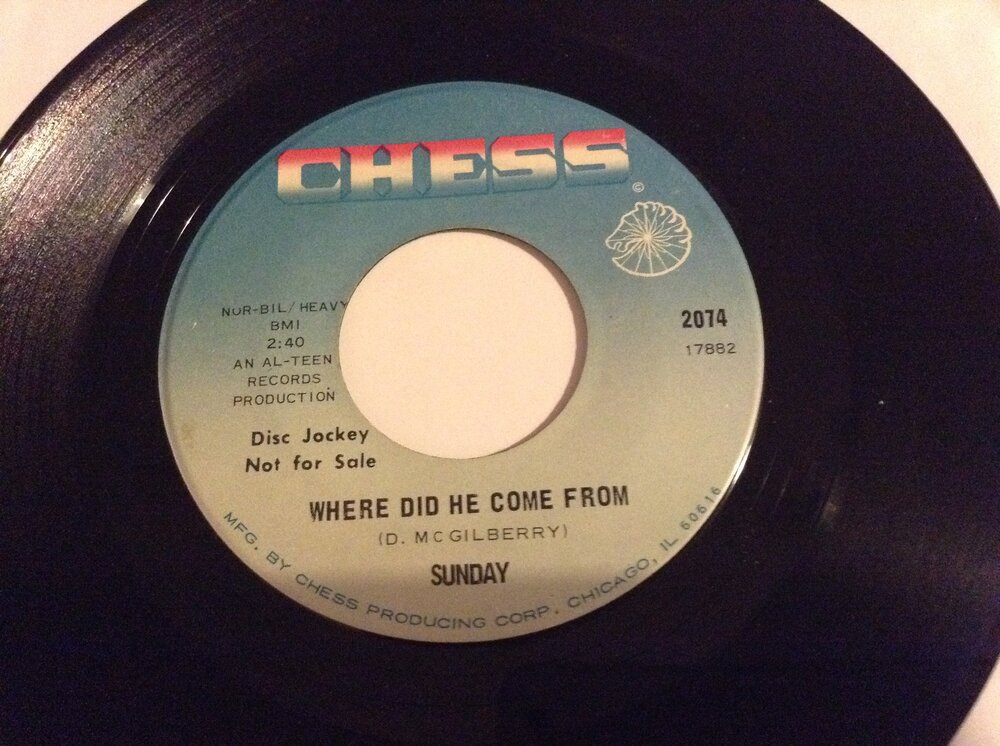 CHESS
©
NOR-BIL/HEAVY
BMI
2:40
AN AL-TEEN
RECORDS
PRODUCTION
2074
17882
Disc Jockey
Not for Sale
WHERE DID HE COME FROM
(D. McGILBERRY)
SUNDAY
MFG. BY CHESS PRODUCING CORP. CHICAGO, IL 60616